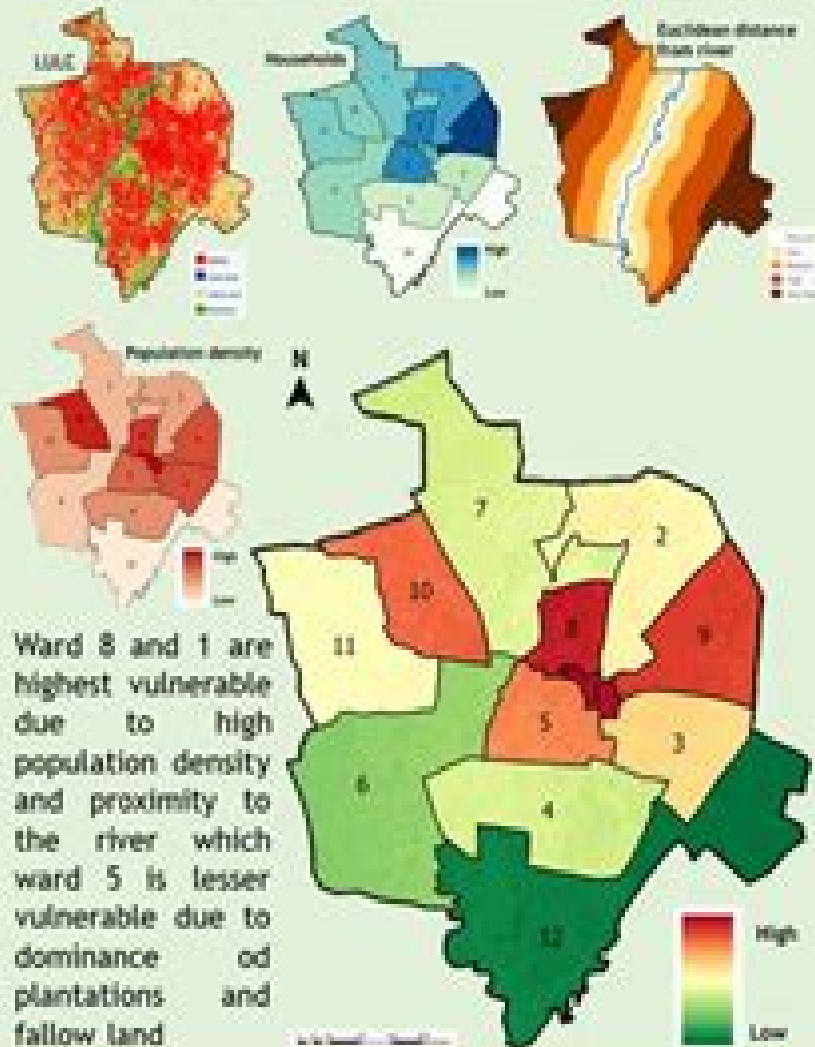 LULC
Households
Euclidean distance
from river
High
Low
Population density
High
Low
N
7
2
10
8
9
11
5
3
6
4
12
High
Low
Ward 8 and 1 are
highest vulnerable
due to high
population density
and proximity to
the river which
ward 5 is lesser
vulnerable due to
dominance od
plantations and
fallow land